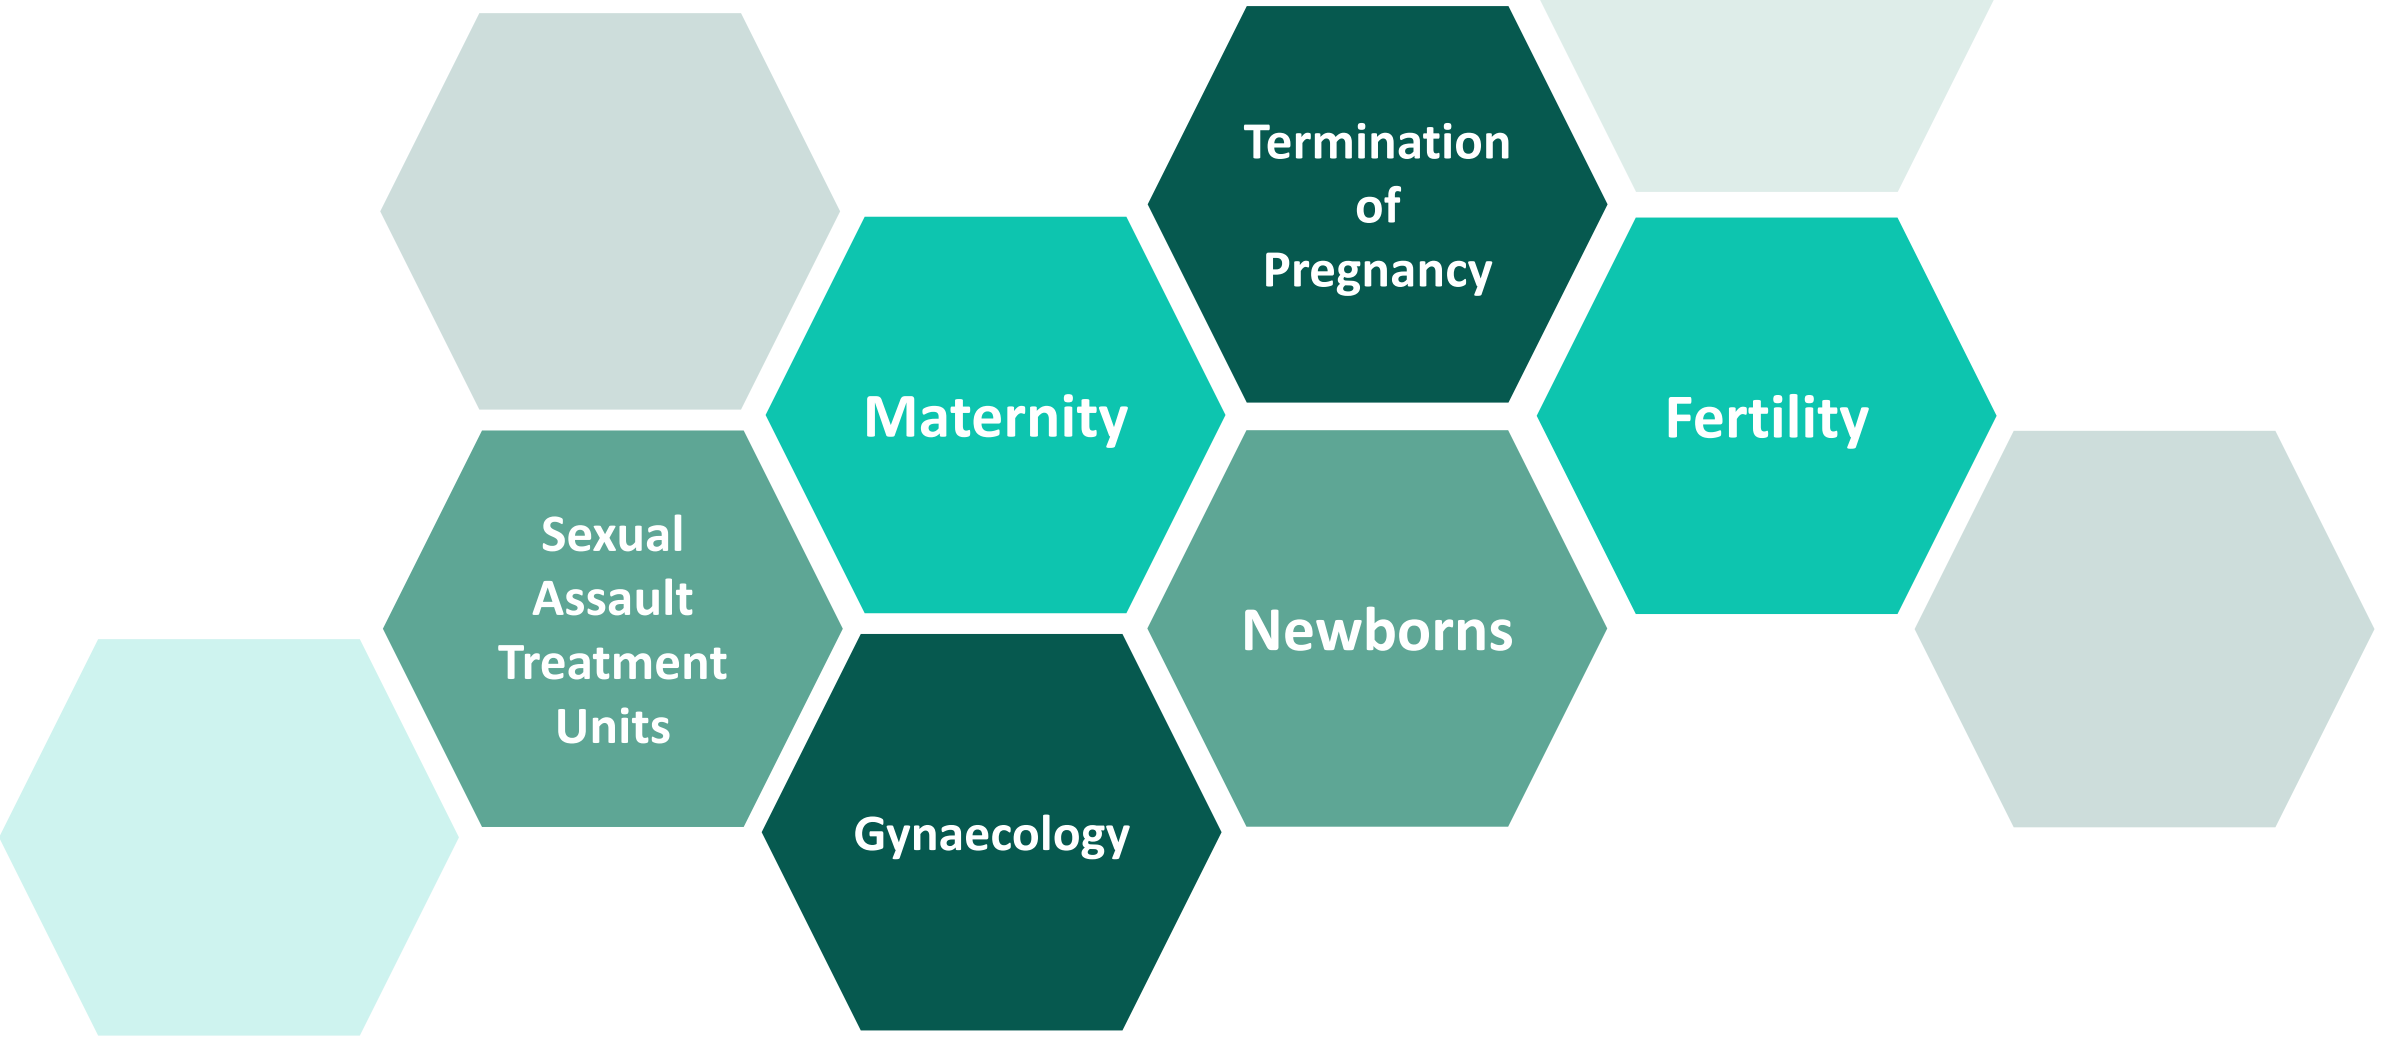 Termination
of
Pregnancy
Maternity
Fertility
Sexual
Assault
Treatment
Units
Newborns
Gynaecology